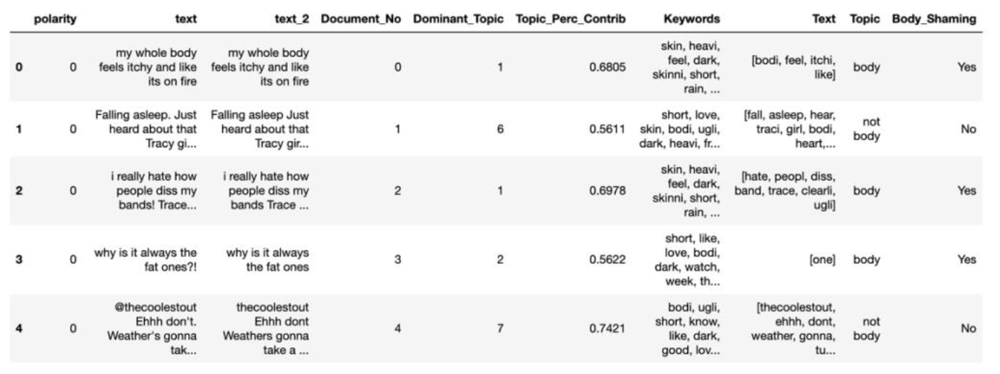 polarity text text_2 Document_No Dominant_Topic Topic_Perc_Contrib Keywords Text Topic Body_Shaming
0 0 my whole body feels itchy and like its on fire my whole body feels itchy and like its on fire 0 1 0.6805 skin, heavi, feel, dark, skinni, short, rain, ... [bodi, feel, itchi, like] body Yes
1 0 Falling asleep. Just heard about that Tracy gi... Falling asleep Just heard about that Tracy gir... 1 6 0.5611 short, love, skin, bodi, ugli, dark, heavi, fr... [fall, asleep, hear, traci, girl, bodi, heart,... not body No
2 0 i really hate how people diss my bands! Trace... i really hate how people diss my bands Trace ... 2 1 0.6978 skin, heavi, feel, dark, skinni, short, rain, ... [hate, peopl, diss, band, trace, clearli, ugli] body Yes
3 0 why is it always the fat ones?! why is it always the fat ones 3 2 0.5622 short, like, love, bodi, dark, watch, week, th... [one] body Yes
4 0 @thecoolestout Ehhh don't. Weather's gonna tak... thecoolestout Ehhh dont Weathers gonna take a ... 4 7 0.7421 bodi, ugli, short, know, like, dark, good, lov... [thecoolestout, ehhh, dont, weather, gonna, tu... not body No